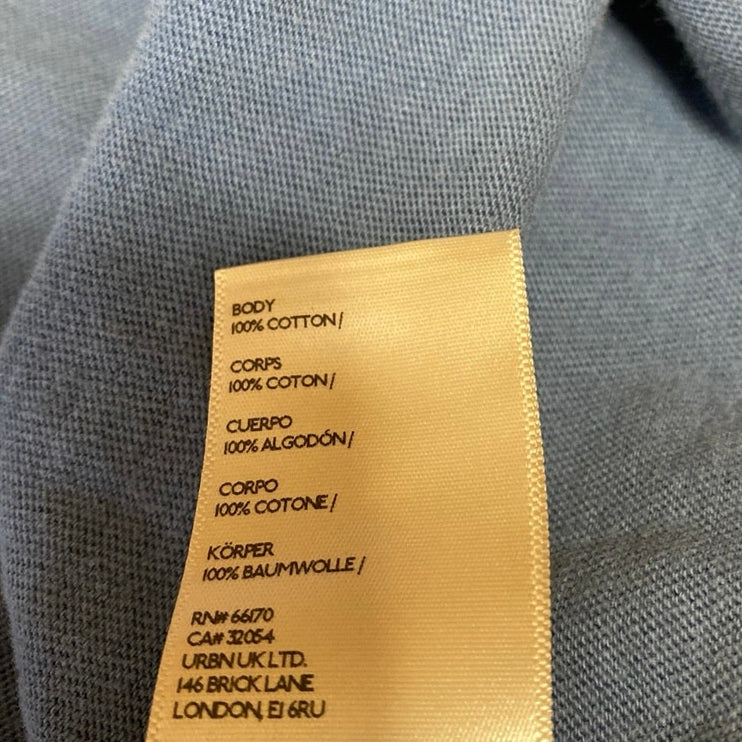 BODY
100% COTTON/
CORPS
100% COTON/
CUERPO
100% ALGODÓN/
CORPO
100% COTONE/
KÖRPER
100% BAUMWOLLE/
RN# 66170
CA# 32054
URBN UK LTD.
146 BRICK LANE
LONDON, E1 6RU